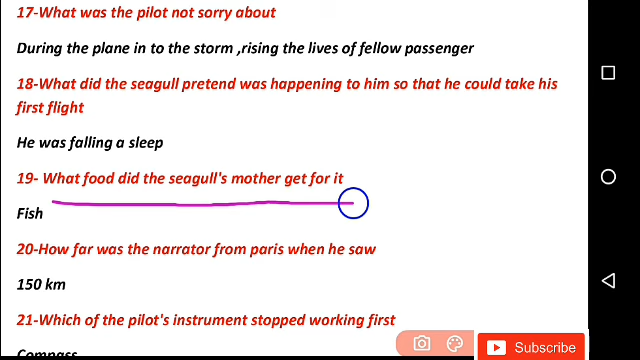 17-What was the pilot not sorry about
During the plane in to the storm ,rising the lives of fellow passenger
18-What did the seagull pretend was happening to him so that he could take his
first flight
He was falling a sleep
19- What food did the seagull's mother get for it
Fish
20-How far was the narrator from paris when he saw
150 km
21-Which of the pilot's instrument stopped working first
Compass
Subscribe